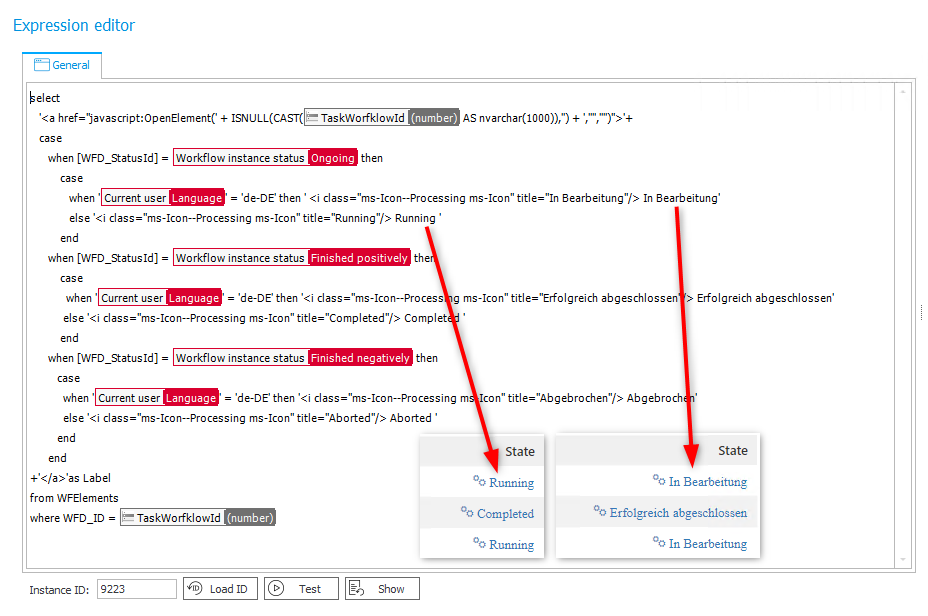 Expression editor
General
select
'<a href="javascript:OpenElement(' + ISNULL(CAST( TaskWorfklowId (number) AS nvarchar(1000)),'') + ',"","")">'+
case
when [WFD_StatusId] = Workflow instance status Ongoing then
case
when 'Current user Language' = 'de-DE' then ' <i class="ms-Icon--Processing ms-Icon" title="In Bearbeitung"/> In Bearbeitung'
else '<i class="ms-Icon--Processing ms-Icon" title="Running"/> Running '
end
when [WFD_StatusId] = Workflow instance status Finished positively then
case
when 'Current user Language' = 'de-DE' then '<i class="ms-Icon--Processing ms-Icon" title="Erfolgreich abgeschlossen"/> Erfolgreich abgeschlossen'
else '<i class="ms-Icon--Processing ms-Icon" title="Completed"/> Completed '
end
when [WFD_StatusId] = Workflow instance status Finished negatively then
case
when 'Current user Language' = 'de-DE' then '<i class="ms-Icon--Processing ms-Icon" title="Abgebrochen"/> Abgebrochen'
else '<i class="ms-Icon--Processing ms-Icon" title="Aborted"/> Aborted '
end
end
+'</a>'as Label
from WFElements
where WFD_ID = TaskWorfklowId (number)
State
Running
Completed
Running
State
In Bearbeitung
Erfolgreich abgeschlossen
In Bearbeitung
Instance ID: 9223 Load ID Test Show